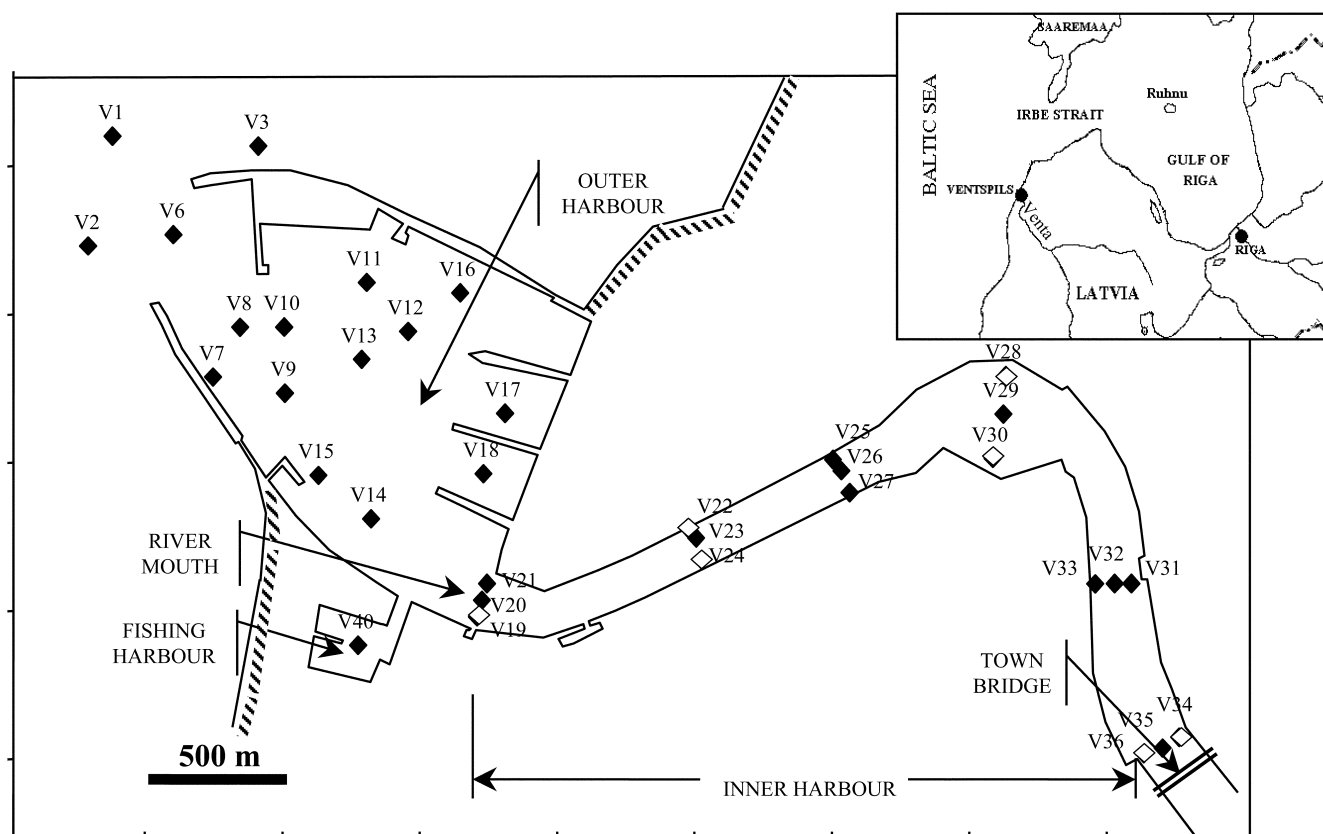 SAAREMAA
BALTIC SEA
Ruhnu
IRBE STRAIT
GULF OF
RIGA
VENTSPILS
Venta
RIGA
LATVIA
V1
V3
OUTER
HARBOUR
V2
V6
V11
V16
V8
V10
V12
V13
V7
V9
V17
V28
V29
V15
V18
V25
V26
V30
V27
V14
V22
V23
V24
RIVER
MOUTH
V21
V20
V19
V33
V32
V31
FISHING
HARBOUR
V40
TOWN
BRIDGE
V34
V35
V36
500 m
INNER HARBOUR